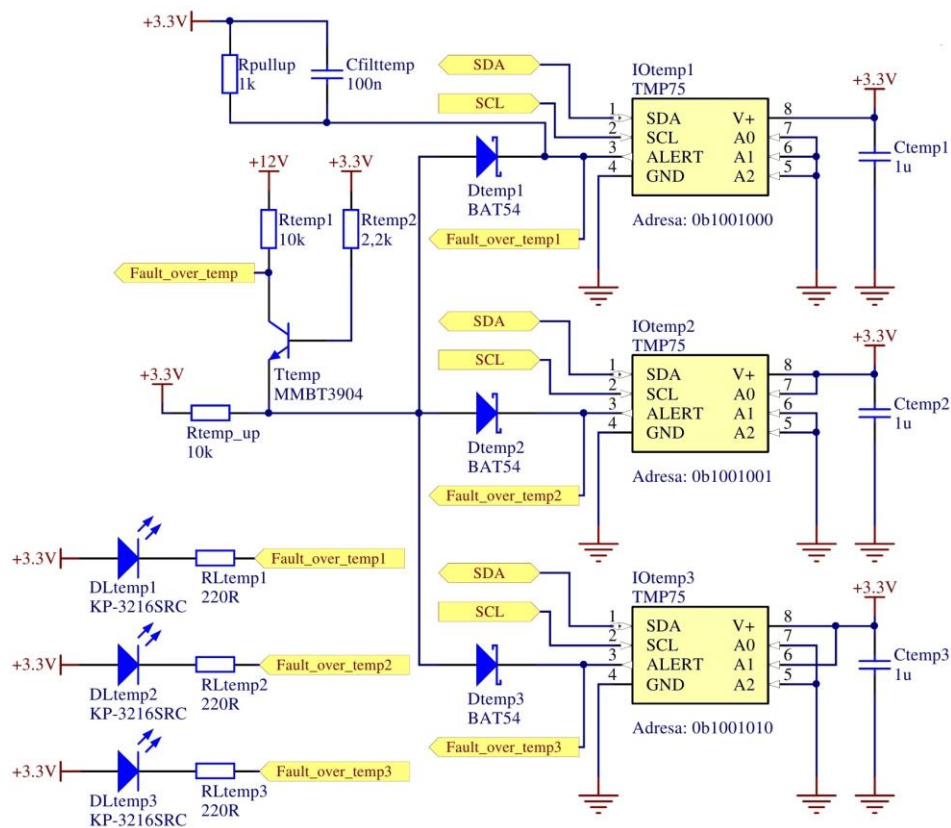 +3.3V
Rpullup
1k
Cfilttemp
100n
SDA
SCL
IOtemp1
TMP75
1
2
3
4
SDA
SCL
ALERT
GND
V+
A0
A1
A2
8
7
6
5
+3.3V
Ctemp1
1u
Dtemp1
BAT54
Fault_over_temp1
Adresa: 0b1001000
+12V
+3.3V
Rtemp1
10k
Rtemp2
2,2k
Fault_over_temp
Ttemp
MMBT3904
+3.3V
Rtemp_up
10k
SDA
SCL
IOtemp2
TMP75
1
2
3
4
SDA
SCL
ALERT
GND
V+
A0
A1
A2
8
7
6
5
+3.3V
Ctemp2
1u
Dtemp2
BAT54
Fault_over_temp2
Adresa: 0b1001001
SDA
SCL
IOtemp3
TMP75
1
2
3
4
SDA
SCL
ALERT
GND
V+
A0
A1
A2
8
7
6
5
+3.3V
Ctemp3
1u
Dtemp3
BAT54
Fault_over_temp3
Adresa: 0b1001010
+3.3V
DLtemp1
KP-3216SRC
RLtemp1
220R
Fault_over_temp1
+3.3V
DLtemp2
KP-3216SRC
RLtemp2
220R
Fault_over_temp2
+3.3V
DLtemp3
KP-3216SRC
RLtemp3
220R
Fault_over_temp3